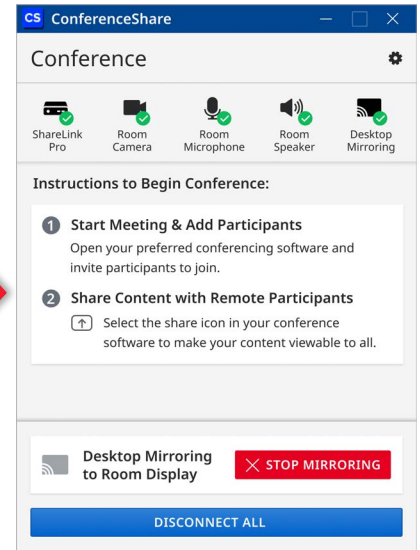 CS ConferenceShare
Conference
ShareLink Pro
Room Camera
Room Microphone
Room Speaker
Desktop Mirroring
Instructions to Begin Conference:
1 Start Meeting & Add Participants
Open your preferred conferencing software and
invite participants to join.
2 Share Content with Remote Participants
Select the share icon in your conference
software to make your content viewable to all.
Desktop Mirroring
to Room Display
STOP MIRRORING
DISCONNECT ALL